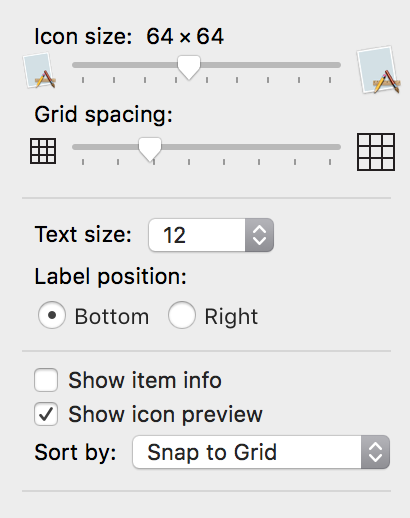 Icon size: 64 × 64
Grid spacing:
Text size: 12
Label position:
Bottom Right
Show item info
Show icon preview
Sort by: Snap to Grid